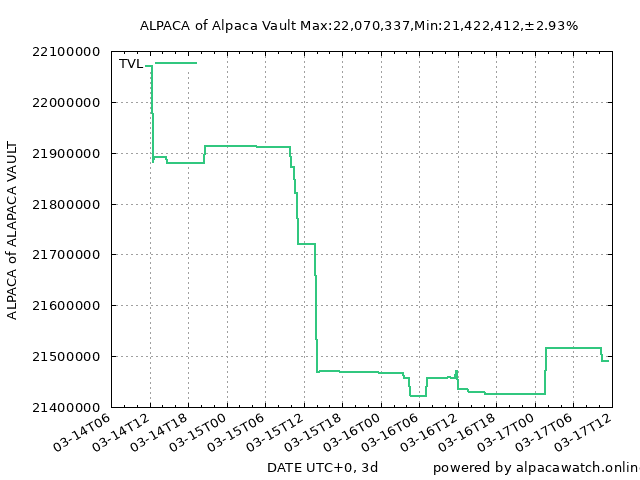 ALPACA of Alpaca Vault Max:22,070,337,Min:21,422,412,±2.93%
22100000
TVL
22000000
21900000
21800000
21700000
21600000
21500000
21400000
ALPACA of ALAPACA VAULT
03-14T06
03-14T12
03-14T18
03-15T00
03-15T06
03-15T12
03-15T18
03-16T00
03-16T06
03-16T12
03-16T18
03-17T00
03-17T06
03-17T12
DATE UTC+0, 3d
powered by alpacawatch.onlin